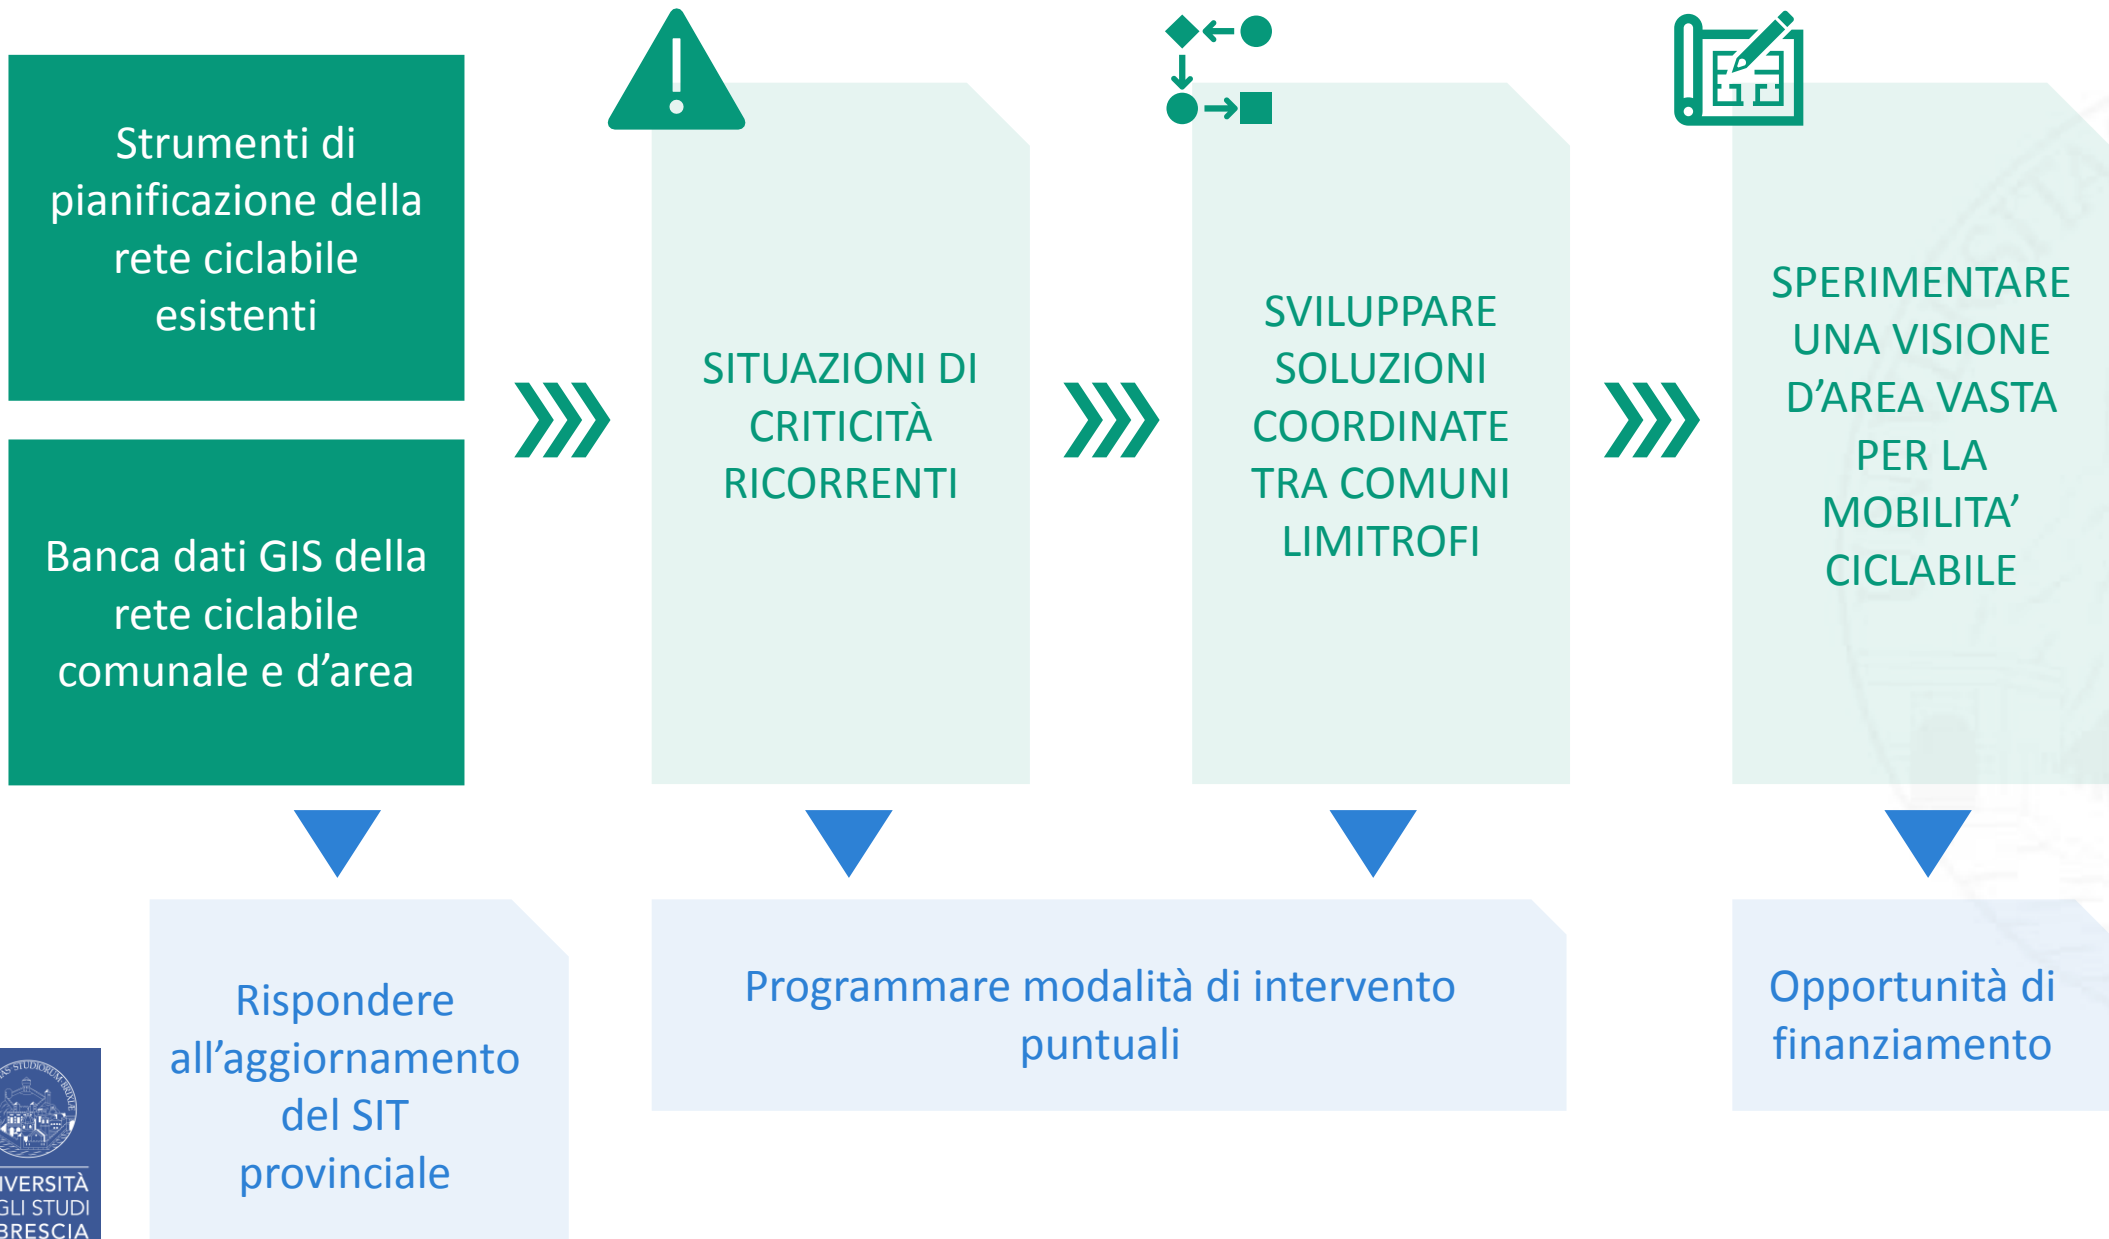 Strumenti di
pianificazione della
rete ciclabile
esistenti
Banca dati GIS della
rete ciclabile
comunale e d’area
SITUAZIONI DI
CRITICITÀ
RICORRENTI
SVILUPPARE
SOLUZIONI
COORDINATE
TRA COMUNI
LIMITROFI
SPERIMENTARE
UNA VISIONE
D’AREA VASTA
PER LA
MOBILITA’
CICLABILE
Rispondere
all’aggiornamento
del SIT
provinciale
Programmare modalità di intervento
puntuali
Opportunità di
finanziamento
STUDIORUM
IVERSITÀ
GLI STUDI
BRESCIA